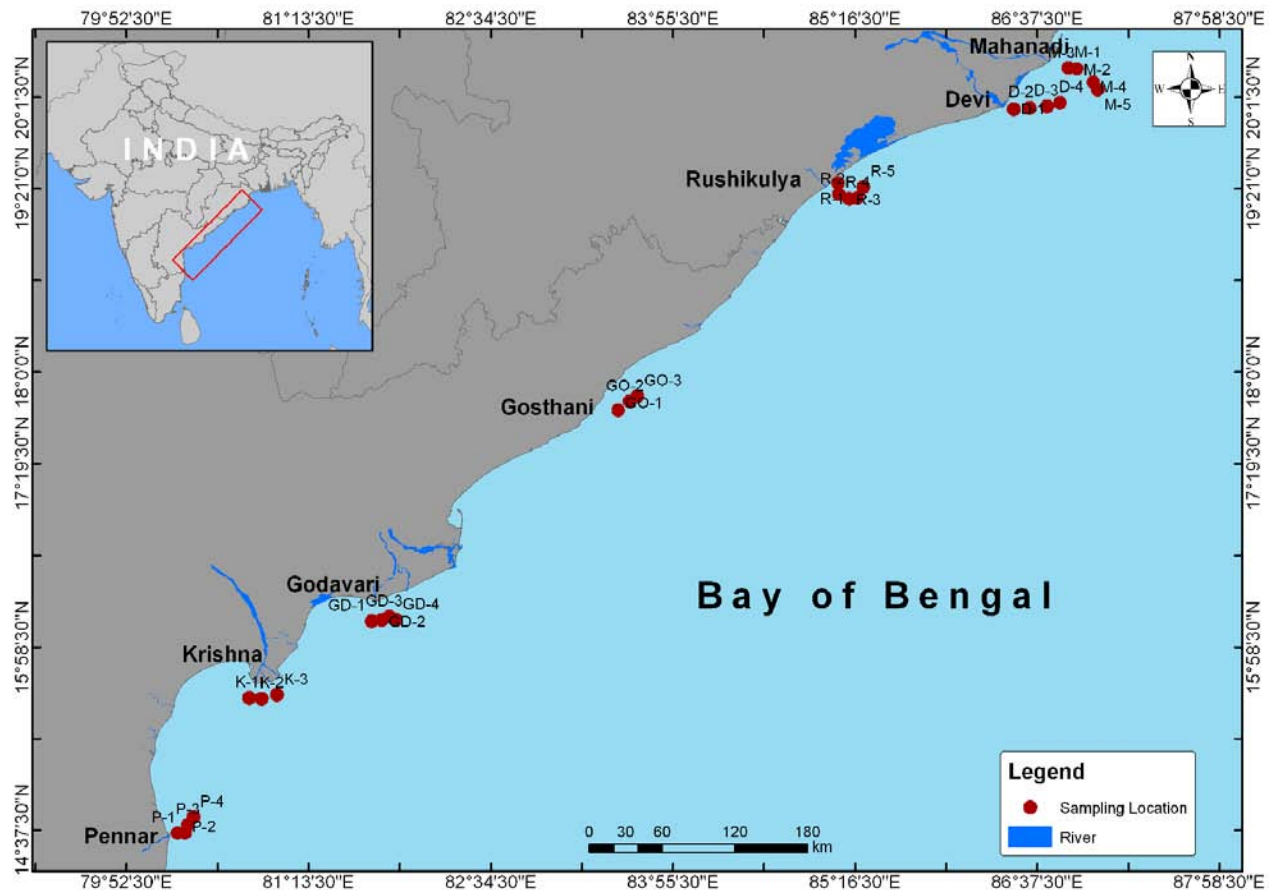 79°52'30"E 81°13'30"E 82°34'30"E 83°55'30"E 85°16'30"E 86°37'30"E 87°58'30"E
INDIA
Mahanadi
M-3 M-1
M-2
M-4
M-5
N
W E
S
Devi
D-2 D-3 D-4
D-1
20°1'30"N 20°1'30"N
Rushikulya
R-5
R-4
R-1 R-3
19°21'0"N 19°21'0"N
18°0'0"N 18°0'0"N
GO-2 GO-3
GO-1
Gosthani
17°19'30"N 17°19'30"N
Godavari
GD-1 GD-3 GD-4
GD-2
Bay of Bengal
15°58'30"N 15°58'30"N
Krishna
K-1 K-2 K-3
P-4
P-1
P-2
Pennar
14°37'30"N 14°37'30"N
Legend
Sampling Location
River
0 30 60 120 180
km
79°52'30"E 81°13'30"E 82°34'30"E 83°55'30"E 85°16'30"E 86°37'30"E 87°58'30"E